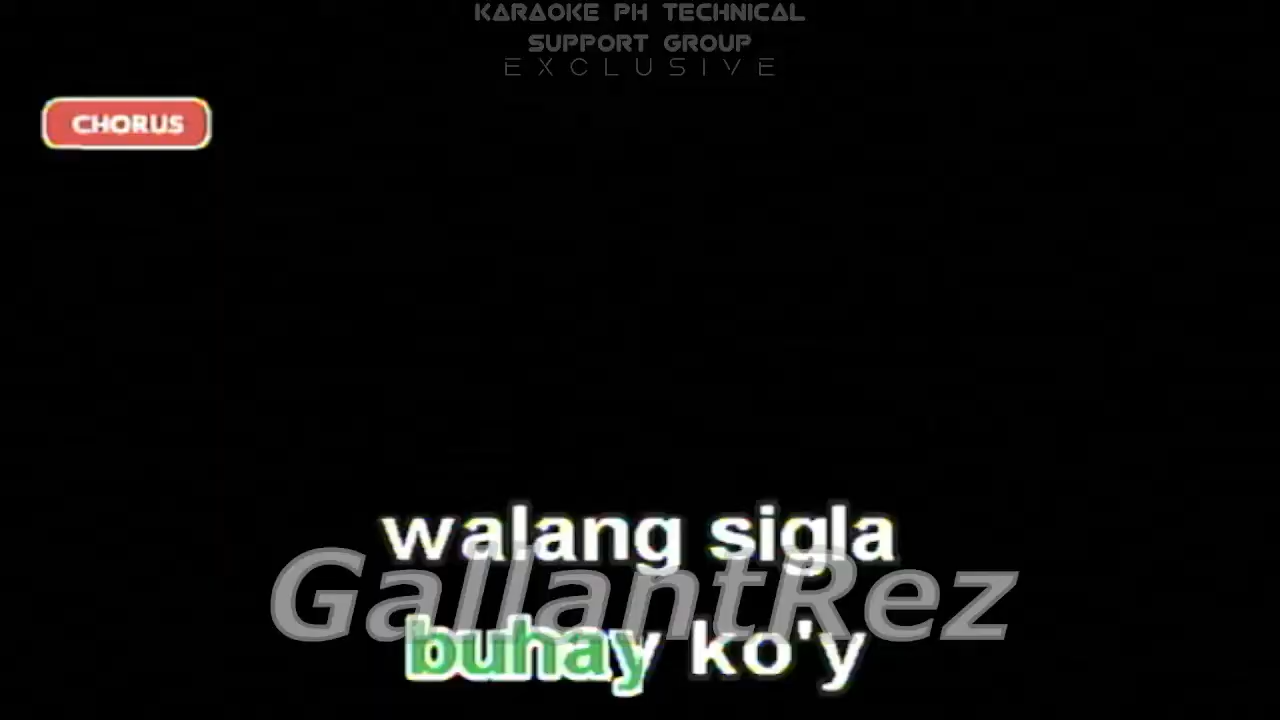 KARAOKE PH TECHNICAL
SUPPORT GROUP
EXCLUSIVE
CHORUS
walang sigla
GallantRez
buhay ko'y